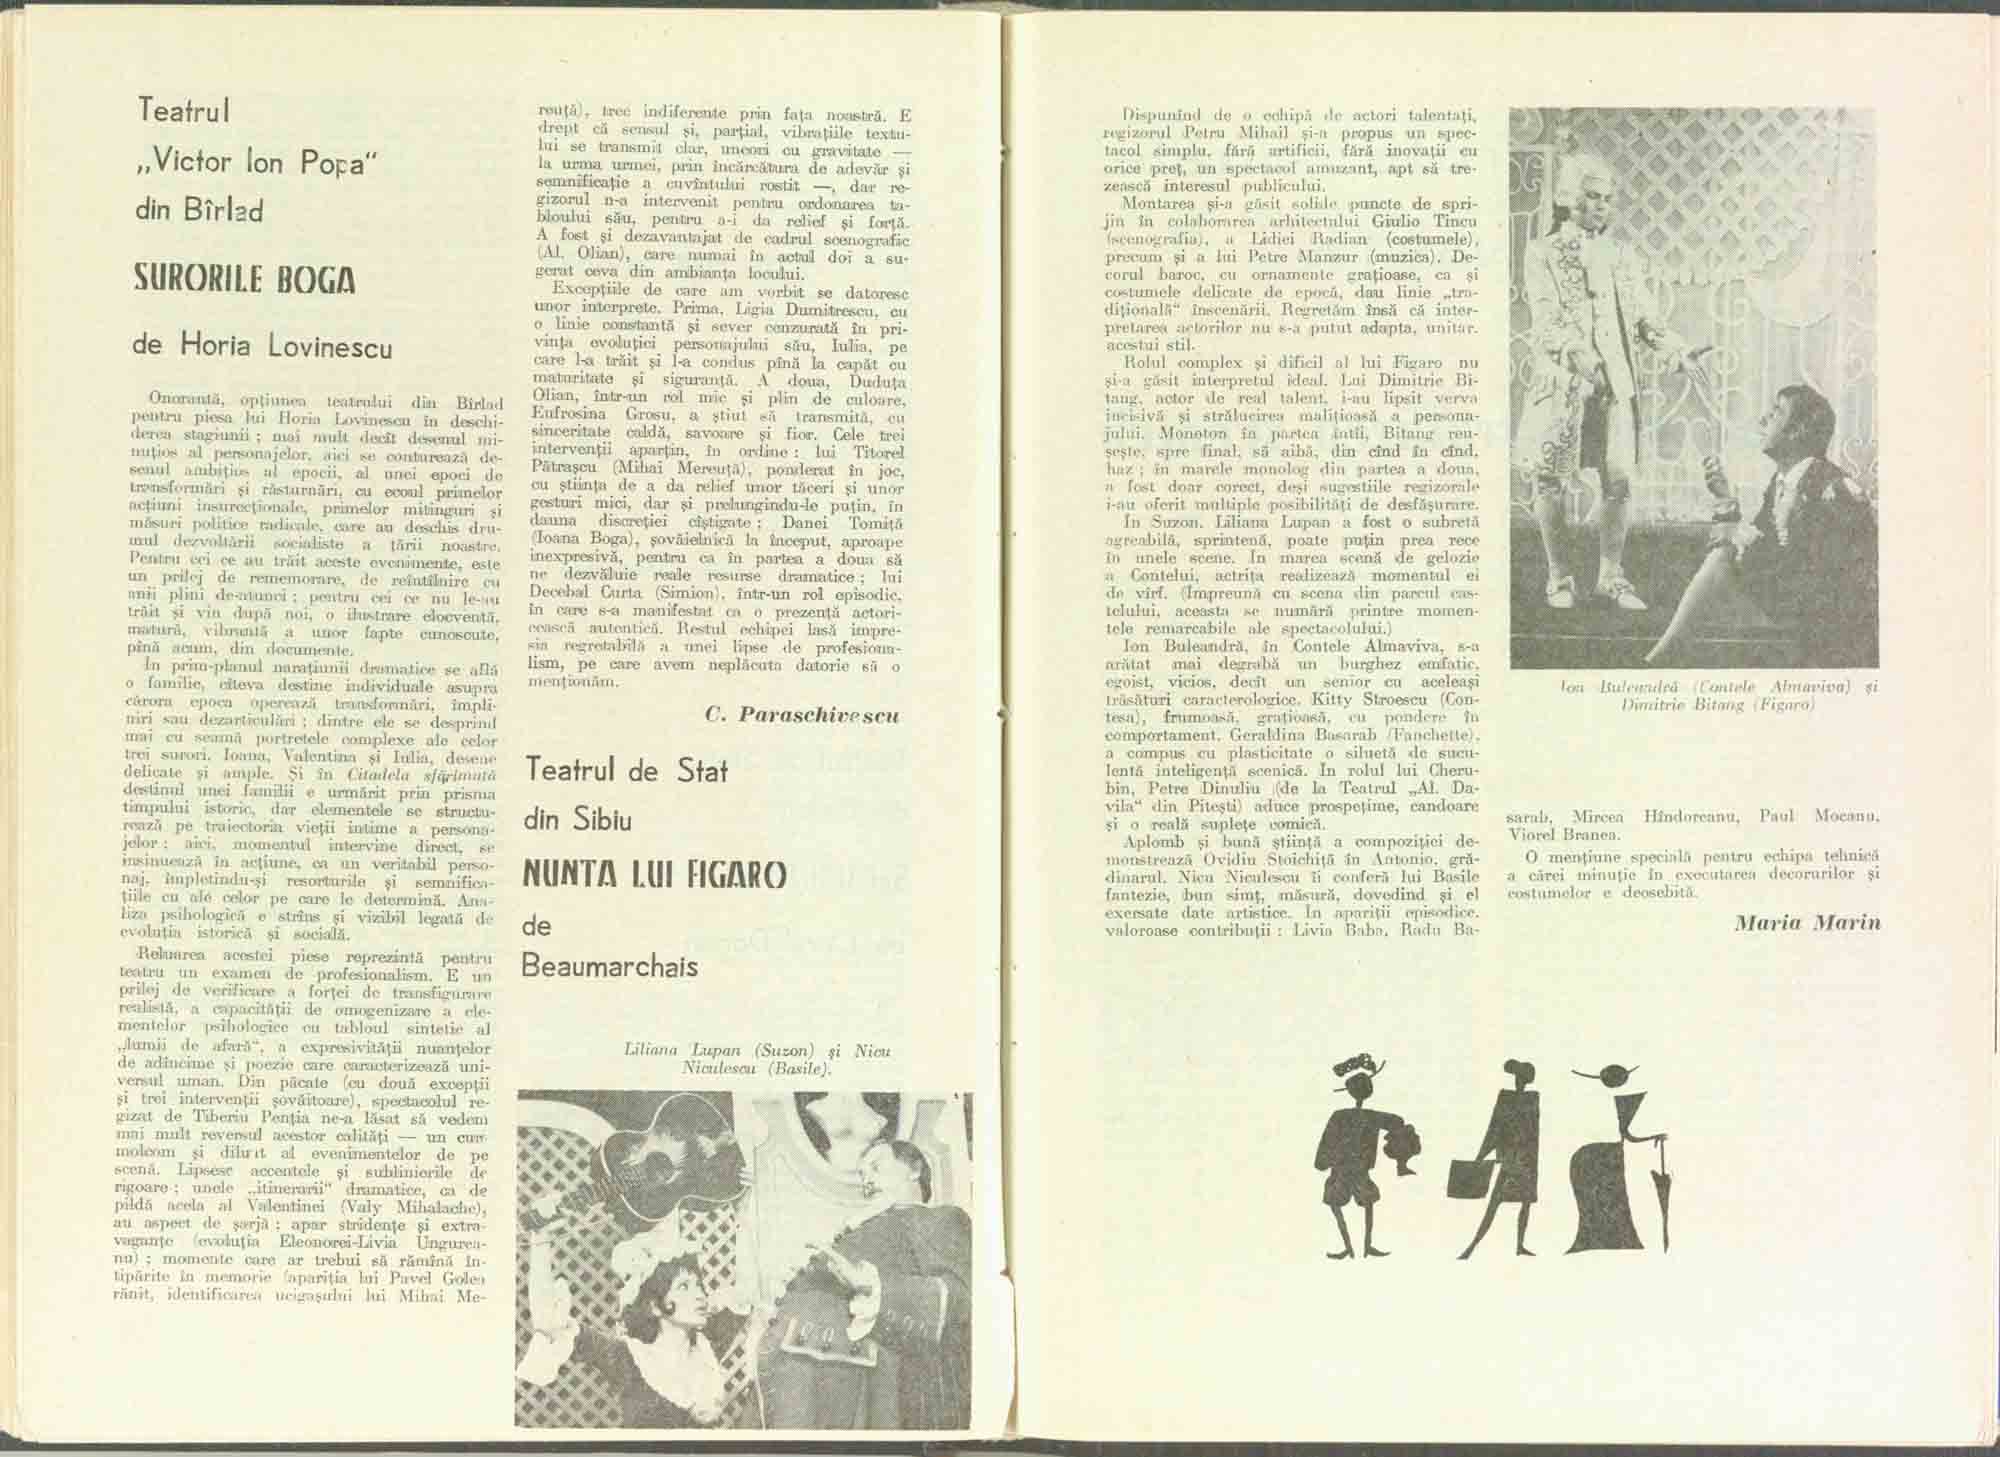 Teatrul
„Victor Ion Popa“
din Bîrlad
SURORILE BOGA
de Horia Lovinescu
Onorantă, opțiunea teatrului din Bîrlad
pentru piesa lui Horia Lovinescu în deschi-
derea stagiunii ; mai mult decît desenul mi-
nuțios al personajelor, aici se conturează de-
senul ambițios al epocii, al unei epoci de
transformări și răsturnări, cu ecoul primelor
acțiuni insurecționale, primelor mitinguri și
măsuri politice radicale, care au deschis dru-
mul dezvoltării socialiste a țării noastre.
Pentru cei ce au trăit aceste evenimente, este
un prilej de rememorare, de reîntîlnire cu
anii plini de-atunci ; pentru cei ce nu le-au
trăit și vin după noi, o ilustrare elocventă,
matură, vibrantă a unor fapte cunoscute,
pînă acum, din documente.
În prim-planul narațiunii dramatice se află
o familie, cîteva destine individuale asupra
cărora epoca operează transformări, împli-
niri sau dezarticulări ; dintre ele se desprind
mai cu seamă portretele complexe ale celor
trei surori, Ioana, Valentina și Iulia, desene
delicate și ample. Și în Citadela sfărîmată
destinul unei familii e urmărit prin prisma
timpului istoric, dar elementele se structu-
rează pe traiectoria vieții intime a persona-
jelor ; aici, momentul intervine direct, se
insinuează în acțiune, ca un veritabil perso-
naj, împletindu-și resorturile și semnifica-
țiile cu ale celor pe care le determină. Ana-
liza psihologică e strîns și vizibil legată de
evoluția istorică și socială.
Reluarea acestei piese reprezintă pentru
teatru un examen de profesionalism. E un
prilej de verificare a forței de transfigurare
realistă, a capacității de omogenizare a ele-
mentelor psihologice cu tabloul sintetic al
„lumii de afară“, a expresivității nuanțelor
de adîncime și poezie care caracterizează uni-
versul uman. Din păcate (cu două excepții
și trei intervenții șovăitoare), spectacolul re-
gizat de Tiberiu Penția ne-a lăsat să vedem
mai mult reversul acestor calități — un curs
molcom și diluat al evenimentelor de pe
scenă. Lipsesc accentele și sublinierile de
rigoare ; unele „itinerarii“ dramatice, ca de
pildă acela al Valentinei (Valy Mihalache),
au aspect de șarjă ; apar stridențe și extra-
vaganțe (evoluția Eleonorei-Livia Ungurea-
nu) ; momente care ar trebui să rămînă în-
tipărite în memorie (apariția lui Pavel Golea
rănit, identificarea ucigașului lui Mihai Me-
reuță), trec indiferente prin fața noastră. E
drept că sensul și, parțial, vibrațiile textu-
lui se transmit clar, uneori cu gravitate —
la urma urmei, prin încărcătura de adevăr și
semnificație a cuvîntului rostit —, dar re-
gizorul n-a intervenit pentru ordonarea ta-
bloului său, pentru a-i da relief și forță.
A fost și dezavantajat de cadrul scenografic
(Al. Olian), care numai în actul doi a su-
gerat ceva din ambianța locului.
Excepțiile de care am vorbit se datoresc
unor interprete. Prima, Ligia Dumitrescu, cu
o linie constantă și sever cenzurată în pri-
vința evoluției personajului său, Iulia, pe
care l-a trăit și l-a condus pînă la capăt cu
maturitate și siguranță. A doua, Duduța
Olian, într-un rol mic și plin de culoare,
Eufrosina Grosu, a știut să transmită, cu
sinceritate caldă, savoare și fior. Cele trei
intervenții aparțin, în ordine : lui Titorel
Pătrașcu (Mihai Mereuță), ponderat în joc,
cu știința de a da relief unor tăceri și unor
gesturi mici, dar și prelungindu-le puțin, în
dauna discreției cîștigate ; Danei Tomiță
(Ioana Boga), șovăielnică la început, aproape
inexpresivă, pentru ca în partea a doua să
ne dezvăluie reale resurse dramatice ; lui
Decebal Curta (Simion), într-un rol episodic,
în care s-a manifestat ca o prezență actori-
cească autentică. Restul echipei lasă impre-
sia regretabilă a unei lipse de profesiona-
lism, pe care avem neplăcuta datorie să o
menționăm.
C. Paraschivescu
Teatrul de Stat
din Sibiu
NUNTA LUI FIGARO
de
Beaumarchais
Liliana Lupan (Suzon) și Nicu
Niculescu (Basile).
Dispunînd de o echipă de actori talentați,
regizorul Petru Mihail și-a propus un spec-
tacol simplu, fără artificii, fără inovații cu
orice preț, un spectacol amuzant, apt să tre-
zească interesul publicului.
Montarea și-a găsit solide puncte de spri-
jin în colaborarea arhitectului Giulio Tincu
(scenografia), a Lidiei Radian (costumele),
precum și a lui Petre Manzur (muzica). De-
corul baroc, cu ornamente grațioase, ca și
costumele delicate de epocă, dau linie „tra-
dițională“ înscenării. Regretăm însă că inter-
pretarea actorilor nu s-a putut adapta, unitar,
acestui stil.
Rolul complex și dificil al lui Figaro nu
și-a găsit interpretul ideal. Lui Dimitrie Bi-
tang, actor de real talent, i-au lipsit verva
incisivă și strălucirea malițioasă a persona-
jului. Monoton în partea întîi, Bitang reu-
șește, spre final, să aibă, din cînd în cînd,
haz ; în marele monolog din partea a doua,
a fost doar corect, deși sugestiile regizorale
i-au oferit multiple posibilități de desfășurare.
În Suzon, Liliana Lupan a fost o subretă
agreabilă, sprintenă, poate puțin prea rece
în unele scene. În marea scenă de gelozie
a Contelui, actrița realizează momentul ei
de vîrf. (Împreună cu scena din parcul cas-
telului, aceasta se numără printre momen-
tele remarcabile ale spectacolului.)
Ion Buleandră, în Contele Almaviva, s-a
arătat mai degrabă un burghez emfatic,
egoist, vicios, decît un senior cu aceleași
trăsături caracterologice. Kitty Stroescu (Con-
tesa), frumoasă, grațioasă, cu pondere în
comportament. Geraldina Basarab (Fanchette),
a compus cu plasticitate o siluetă de sucu-
lentă inteligență scenică. În rolul lui Cheru-
bin, Petre Dinuliu (de la Teatrul „Al. Da-
vila“ din Pitești) aduce prospețime, candoare
și o reală suplețe comică.
Aplomb și bună știință a compoziției de-
monstrează Ovidiu Stoichiță în Antonio, gră-
dinarul. Nicu Niculescu îi conferă lui Basile
fantezie, bun simț, măsură, dovedind și el
exersate date artistice. În apariții episodice,
valoroase contribuții : Livia Baba, Radu Ba-
Ion Buleandră (Contele Almaviva) și
Dimitrie Bitang (Figaro)
sarab, Mircea Hîndoreanu, Paul Mocanu,
Viorel Branea.
O mențiune specială pentru echipa tehnică
a cărei minuție în executarea decorurilor și
costumelor e deosebită.
Maria Marin